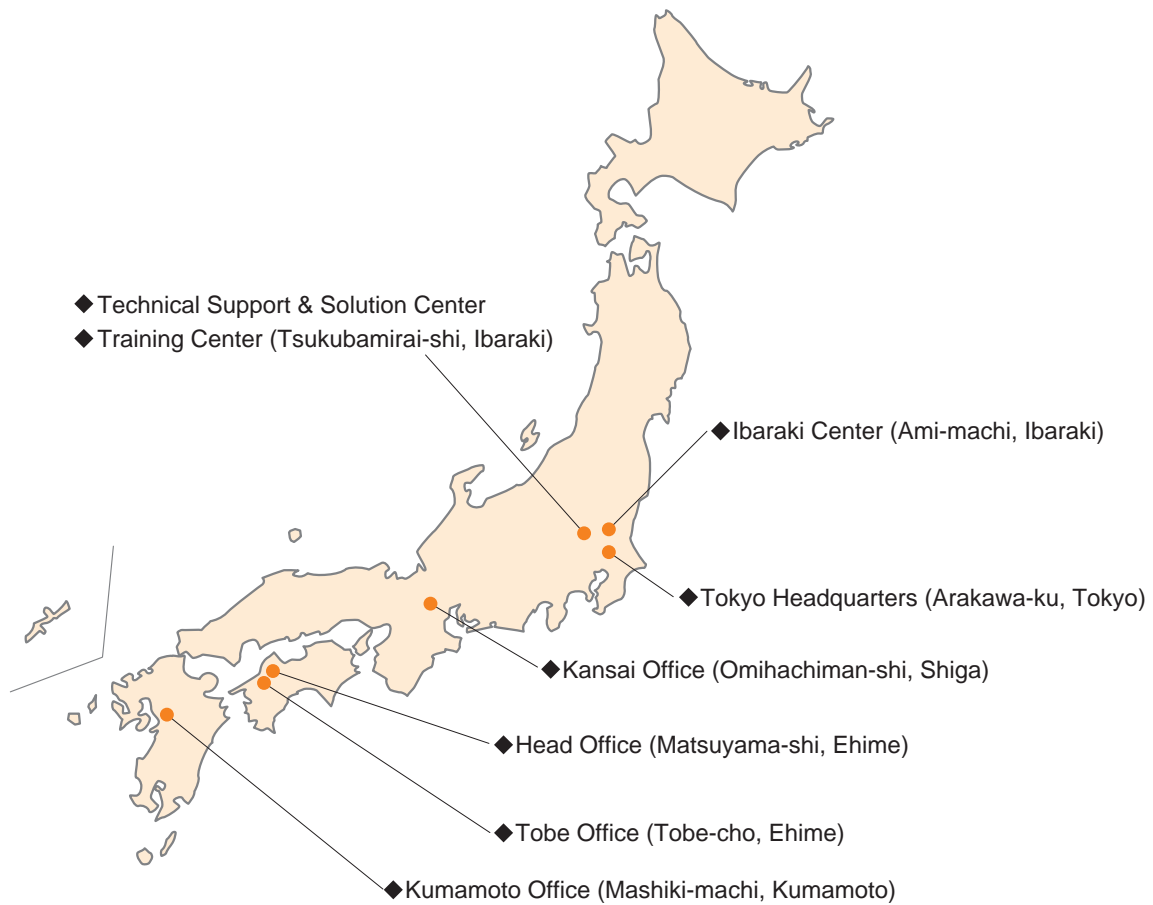 ◆Technical Support & Solution Center
◆Training Center (Tsukubamirai-shi, Ibaraki)
◆Ibaraki Center (Ami-machi, Ibaraki)
◆Tokyo Headquarters (Arakawa-ku, Tokyo)
◆Kansai Office (Omihachiman-shi, Shiga)
◆Head Office (Matsuyama-shi, Ehime)
◆Tobe Office (Tobe-cho, Ehime)
◆Kumamoto Office (Mashiki-machi, Kumamoto)